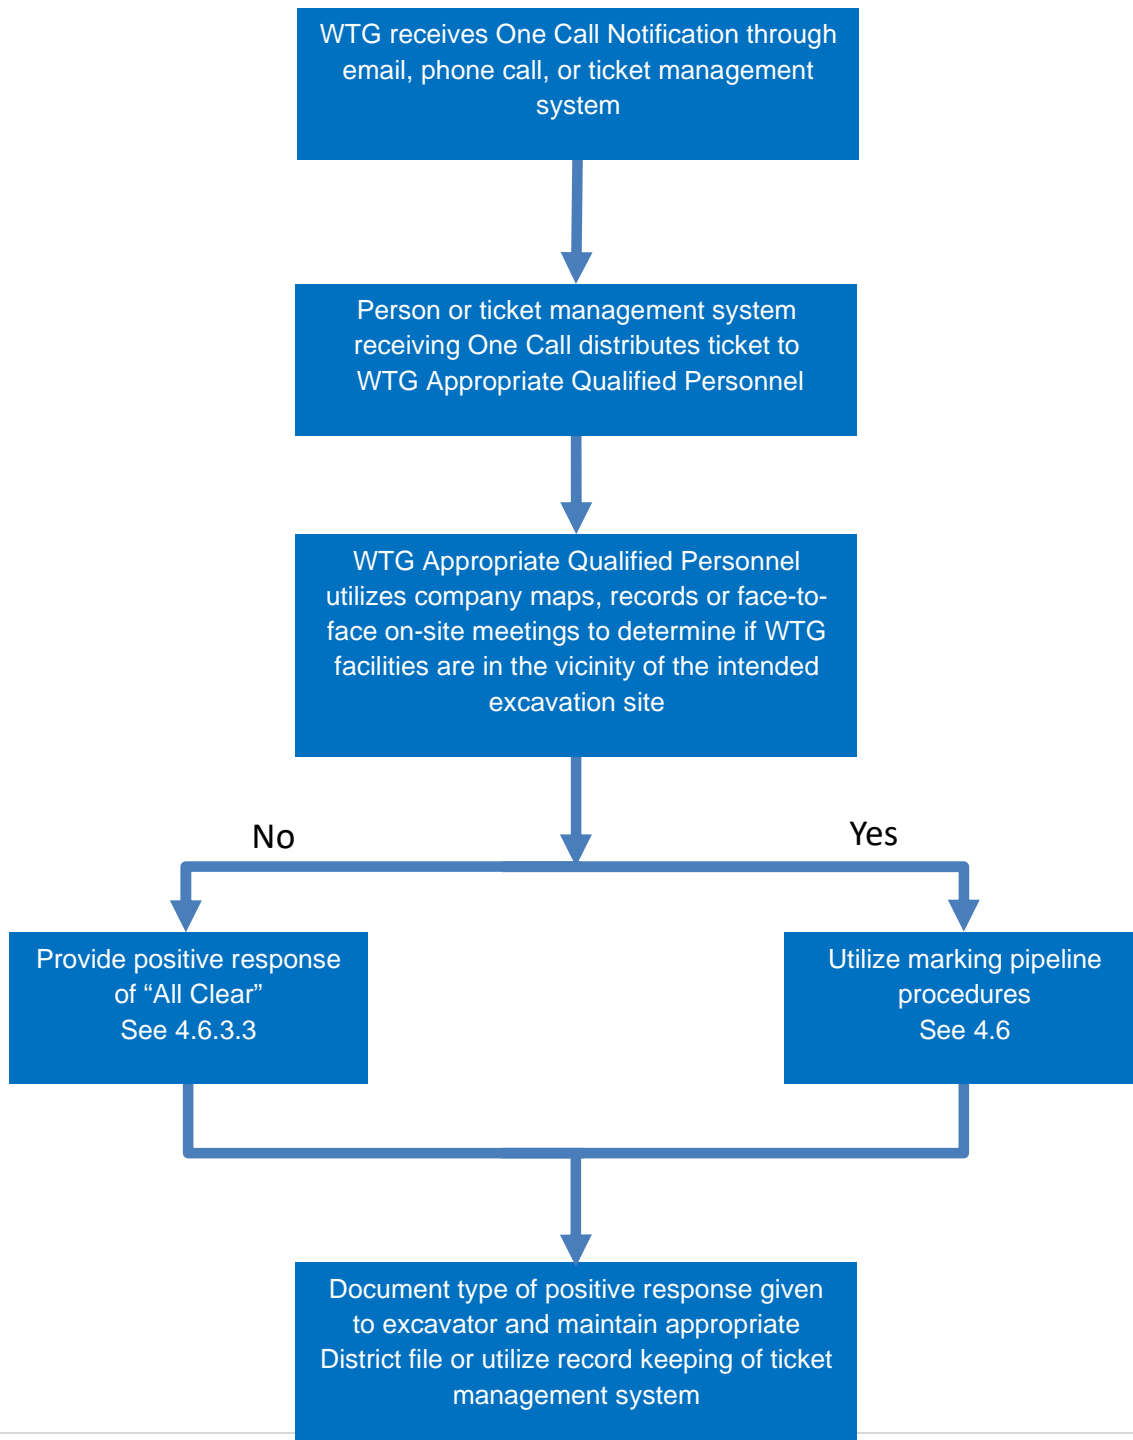 WTG receives One Call Notification through
email, phone call, or ticket management
system
Person or ticket management system
receiving One Call distributes ticket to
WTG Appropriate Qualified Personnel
WTG Appropriate Qualified Personnel
utilizes company maps, records or face-to-
face on-site meetings to determine if WTG
facilities are in the vicinity of the intended
excavation site
No
Yes
Provide positive response
of “All Clear”
See 4.6.3.3
Utilize marking pipeline
procedures
See 4.6
Document type of positive response given
to excavator and maintain appropriate
District file or utilize record keeping of ticket
management system